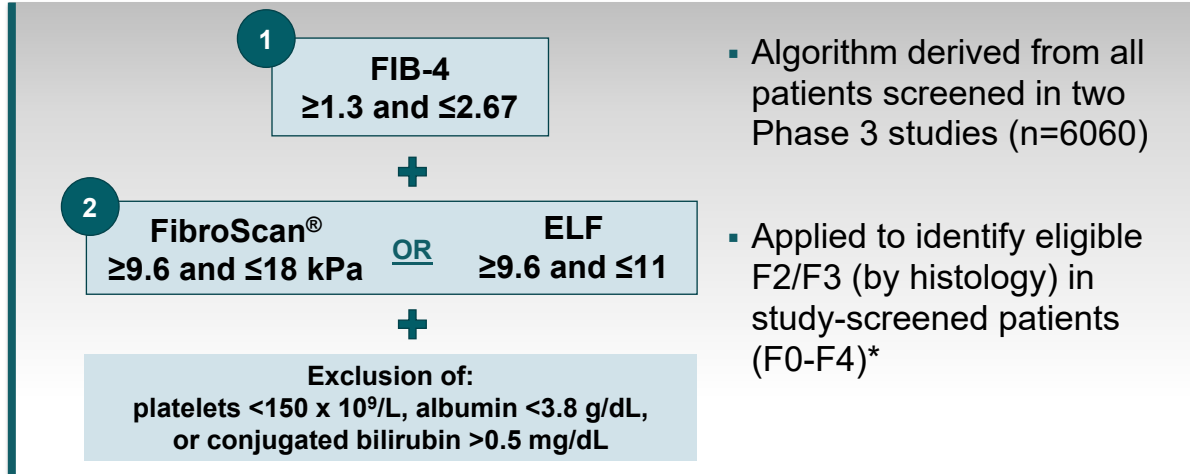 1
FIB-4
≥1.3 and ≤2.67
+
2
FibroScan®
≥9.6 and ≤18 kPa
OR
ELF
≥9.6 and ≤11
+
Exclusion of:
platelets <150 x 10⁹/L, albumin <3.8 g/dL,
or conjugated bilirubin >0.5 mg/dL
▪ Algorithm derived from all
patients screened in two
Phase 3 studies (n=6060)
▪ Applied to identify eligible
F2/F3 (by histology) in
study-screened patients
(F0-F4)*